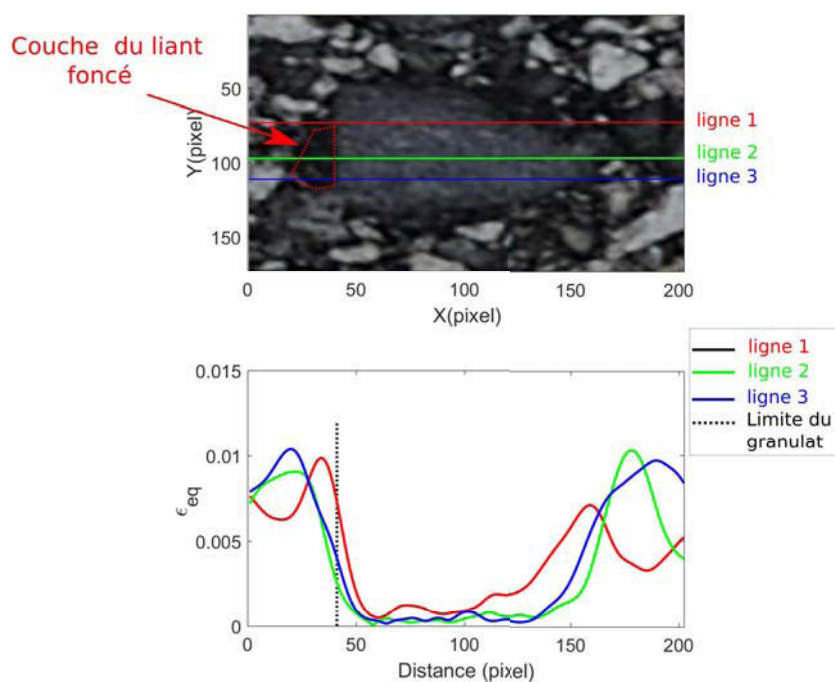 Couche du liant
foncé
50
100
150
Y(pixel)
ligne 1
ligne 2
ligne 3
0 50 100 150 200
X(pixel)
ligne 1
ligne 2
ligne 3
Limite du
granulat
0.015
0.01
0.005
0
ϵeq
0 50 100 150 200
Distance (pixel)